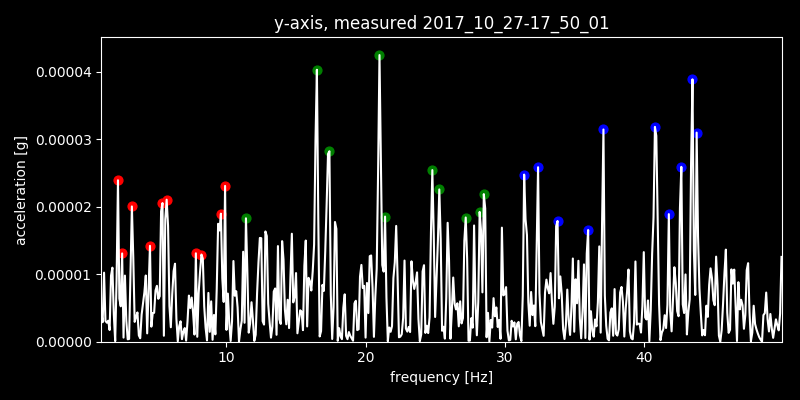 y-axis, measured 2017_10_27-17_50_01
0.00004
0.00003
0.00002
0.00001
0.00000
acceleration [g]
10 20 30 40
frequency [Hz]